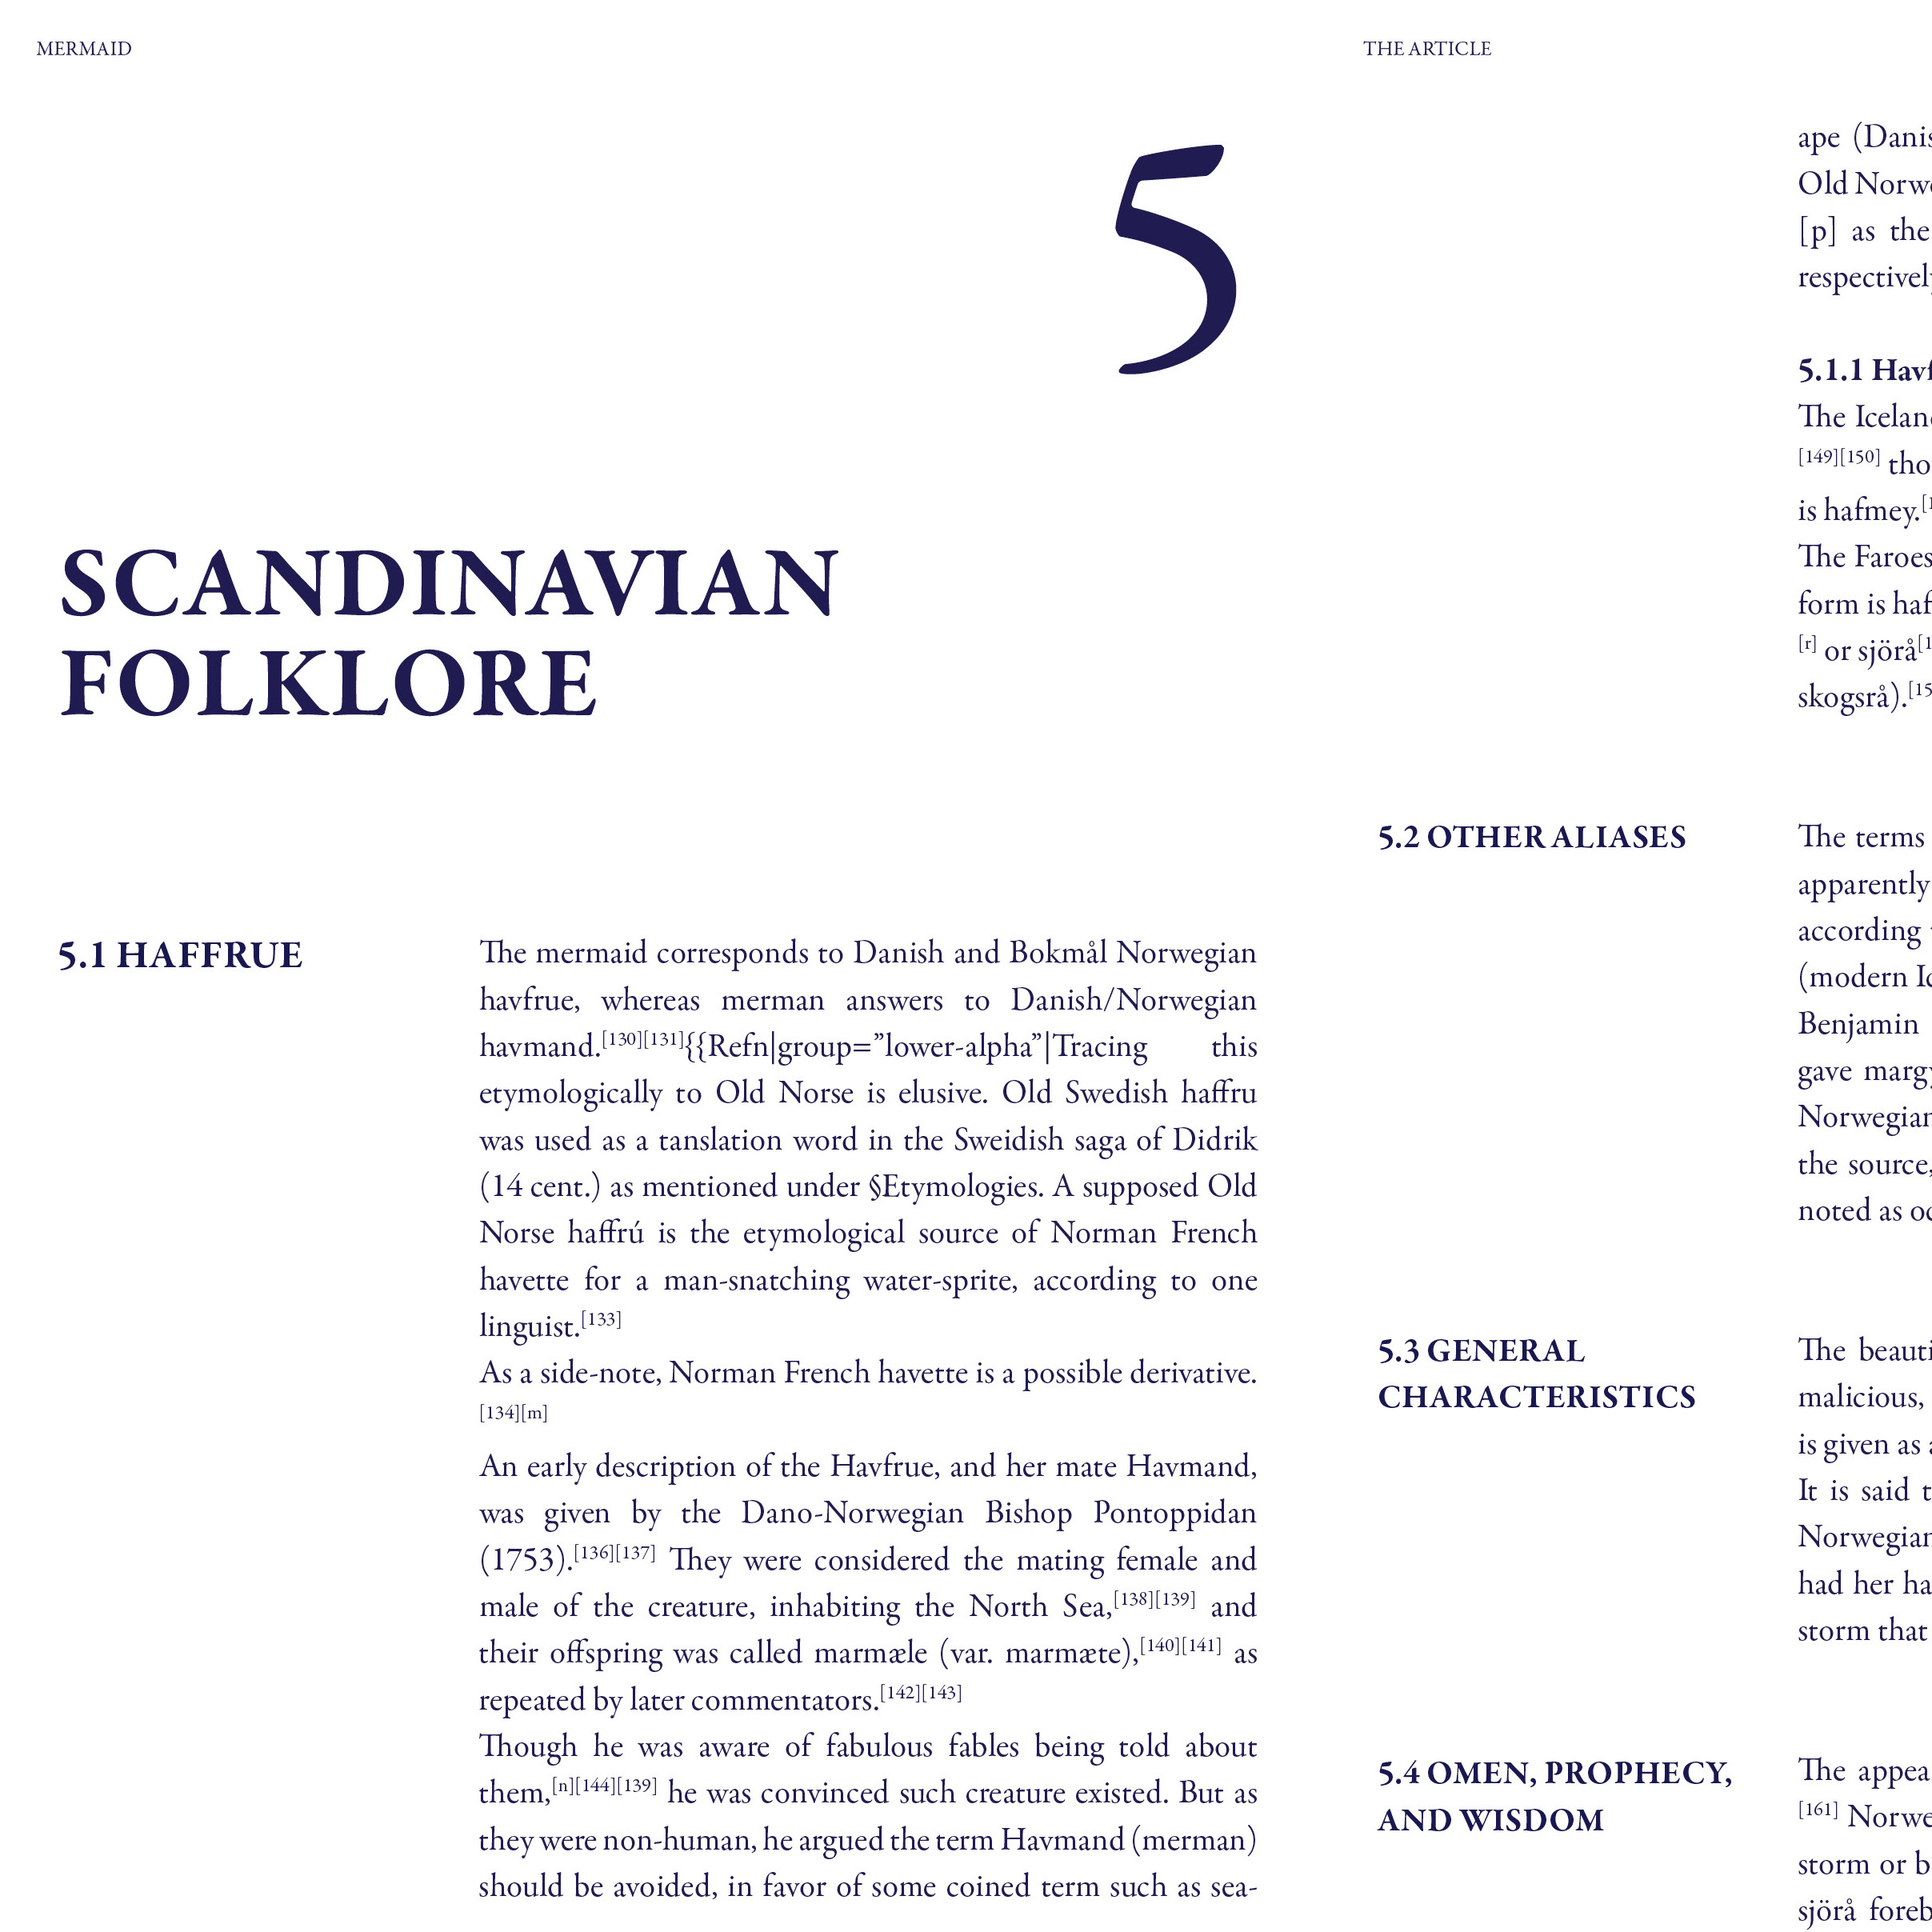 MERMAID
5
SCANDINAVIAN
FOLKLORE
5.1 HAFFRUE
The mermaid corresponds to Danish and Bokmål Norwegian
havfrue, whereas merman answers to Danish/Norwegian
havmand.[130][131]{{Refn|group=”lower-alpha”|Tracing this
etymologically to Old Norse is elusive. Old Swedish haffru
was used as a tanslation word in the Sweidish saga of Didrik
(14 cent.) as mentioned under §Etymologies. A supposed Old
Norse haffrú is the etymological source of Norman French
havette for a man-snatching water-sprite, according to one
linguist.[133]
As a side-note, Norman French havette is a possible derivative.
[134][m]
An early description of the Havfrue, and her mate Havmand,
was given by the Dano-Norwegian Bishop Pontoppidan
(1753).[136][137] They were considered the mating female and
male of the creature, inhabiting the North Sea,[138][139] and
their offspring was called marmæle (var. marmæte),[140][141] as
repeated by later commentators.[142][143]
Though he was aware of fabulous fables being told about
them,[n][144][139] he was convinced such creature existed. But as
they were non-human, he argued the term Havmand (merman)
should be avoided, in favor of some coined term such as sea-
THE ARTICLE
ape (Danis
Old Norw
[p] as the
respectivel
5.1.1 Hav
The Icelan
[149][150] tho
is hafmey.[1
The Faroes
form is haf
[r] or sjörå[1
skogsrå).[15
5.2 OTHER ALIASES
The terms
apparently
according
(modern Ic
Benjamin
gave margy
Norwegian
the source,
noted as oc
5.3 GENERAL
CHARACTERISTICS
The beauti
malicious,
is given as a
It is said t
Norwegian
had her ha
storm that
5.4 OMEN, PROPHECY,
AND WISDOM
The appea
[161] Norwe
storm or b
sjörå foreb